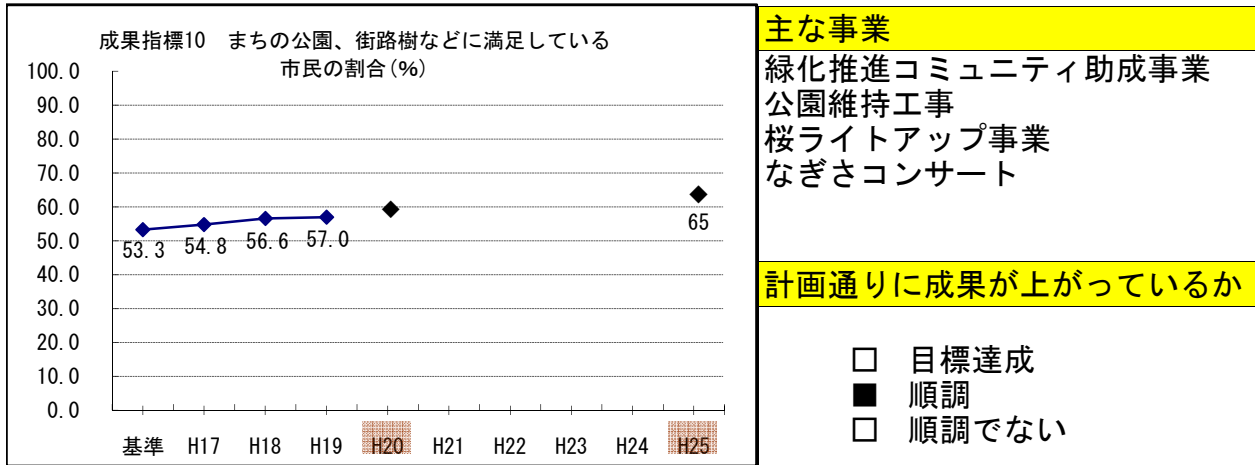 成果指標10　まちの公園、街路樹などに満足している
市民の割合(%)
100.0
90.0
80.0
70.0
60.0
50.0
40.0
30.0
20.0
10.0
0.0
53.3 54.8 56.6 57.0 65
基準 H17 H18 H19 H20 H21 H22 H23 H24 H25
主な事業
緑化推進コミュニティ助成事業
公園維持工事
桜ライトアップ事業
なぎさコンサート
計画通りに成果が上がっているか
□　目標達成
■　順調
□　順調でない